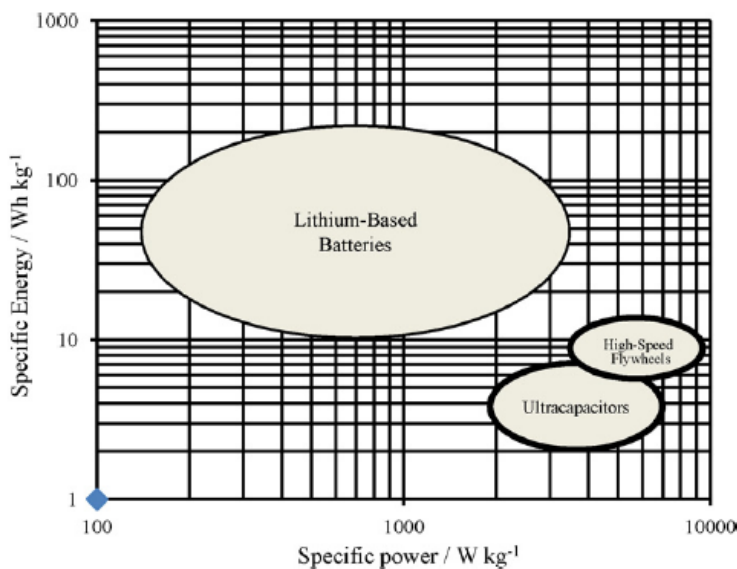 1000
100
10
1
Specific Energy / Wh kg⁻¹
Lithium-Based
Batteries
High-Speed
Flywheels
Ultracapacitors
100
1000
10000
Specific power / W kg⁻¹